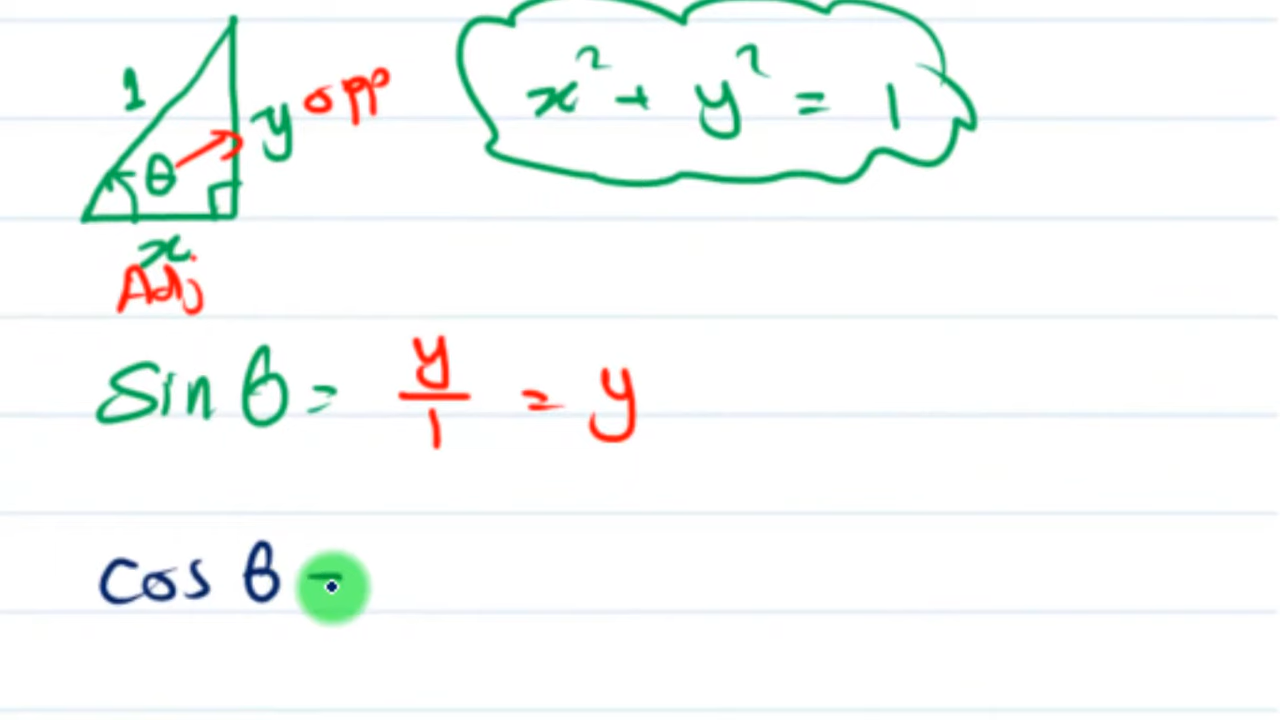 1 θ y opp x² + y² = 1
x
Adj
Sin θ = y/1 = y
Cos θ -